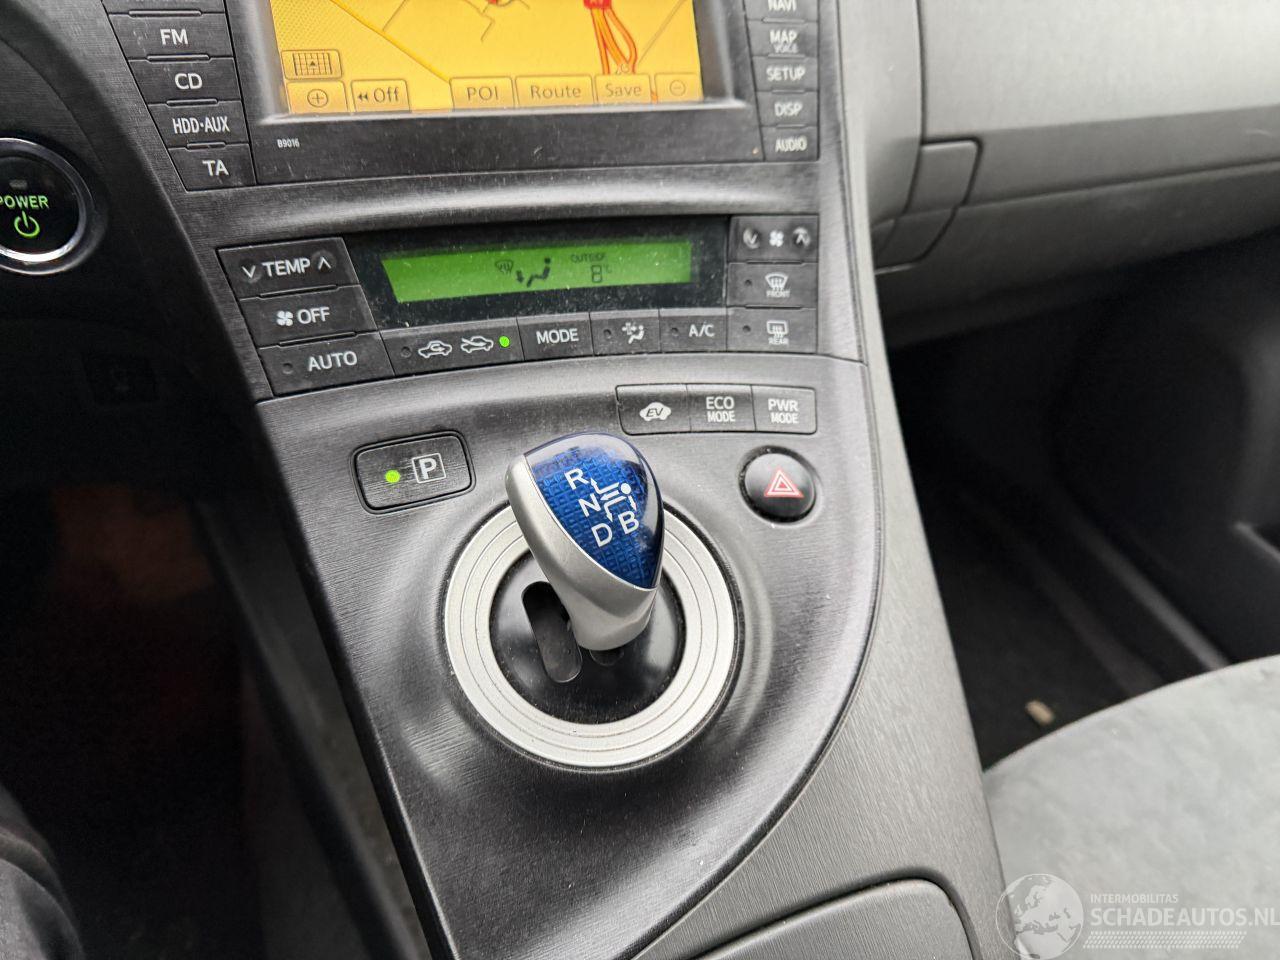 FM
CD
HDD•AUX
TA
Off
POI
Route
Save
B9016
NAVI
MAP
VOICE
SETUP
DISP
AUDIO
POWER
TEMP
OFF
AUTO
OUTSIDE
8°C
MODE
A/C
FRONT
REAR
EV
ECO
MODE
PWR
MODE
P
R
N
D
B
INTERMOBILITAS
SCHADEAUTOS.NL